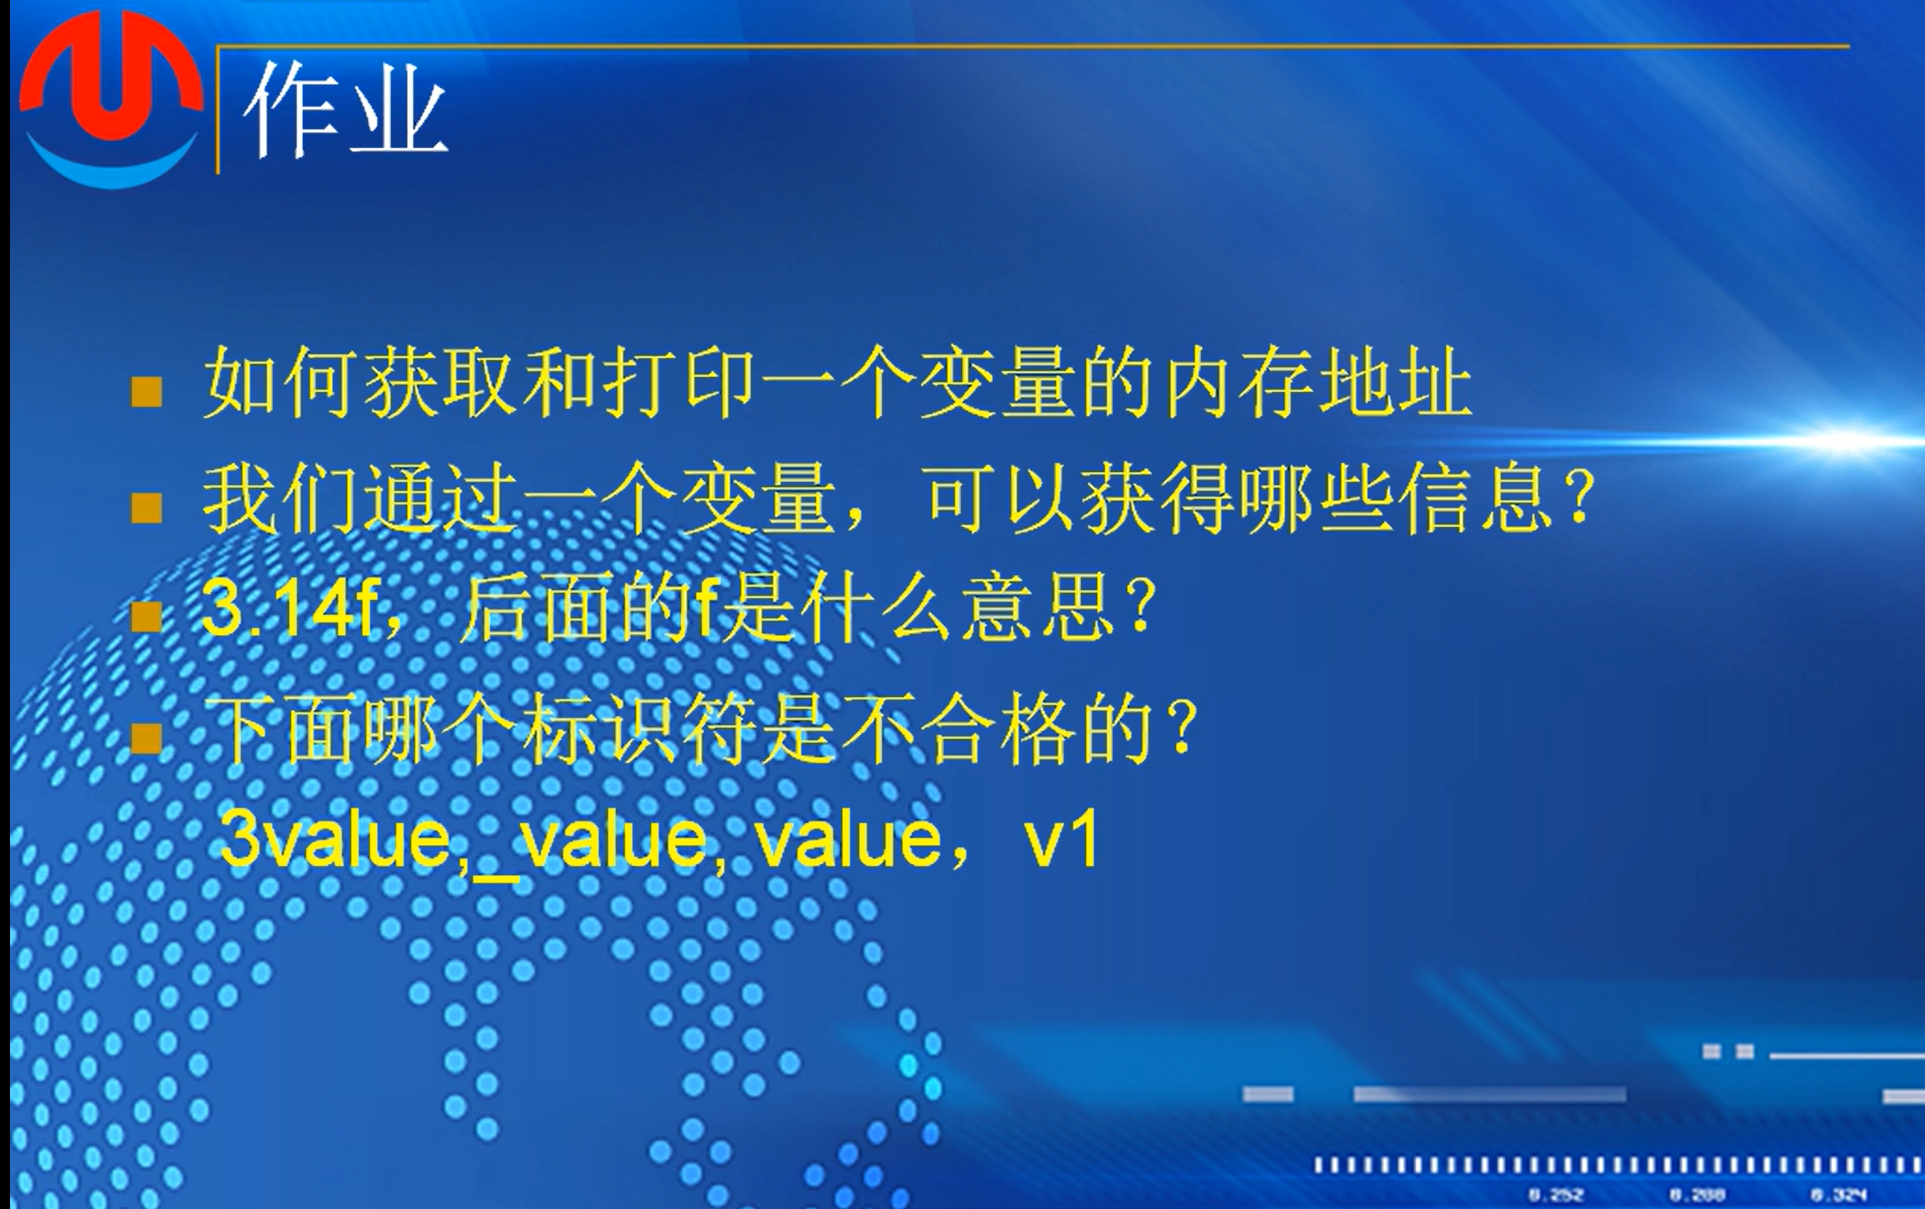 作业
如何获取和打印一个变量的内存地址
我们通过一个变量，可以获得哪些信息？
3.14f，后面的f是什么意思？
下面哪个标识符是不合格的？
3value,_value, value，v1
8.252 8.288 8.324